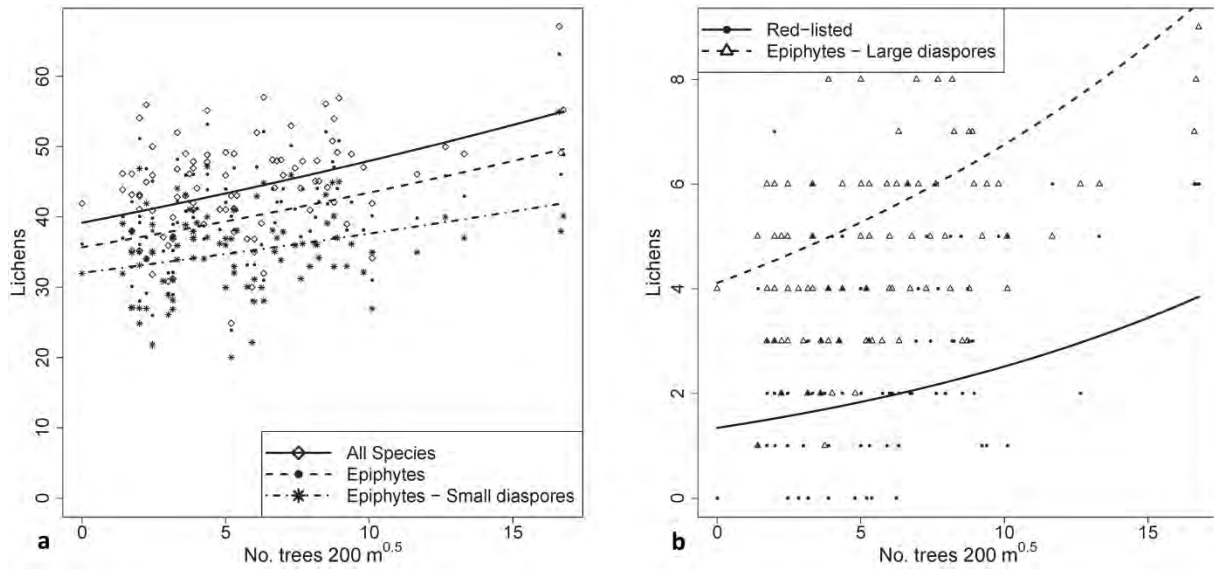 60
50
40
30
20
10
0
Lichens
All Species
Epiphytes
Epiphytes − Small diaspores
0 5 10 15
a
No. trees 200 m^0.5
Red−listed
Epiphytes − Large diaspores
8
6
4
2
0
Lichens
0 5 10 15
b
No. trees 200 m^0.5